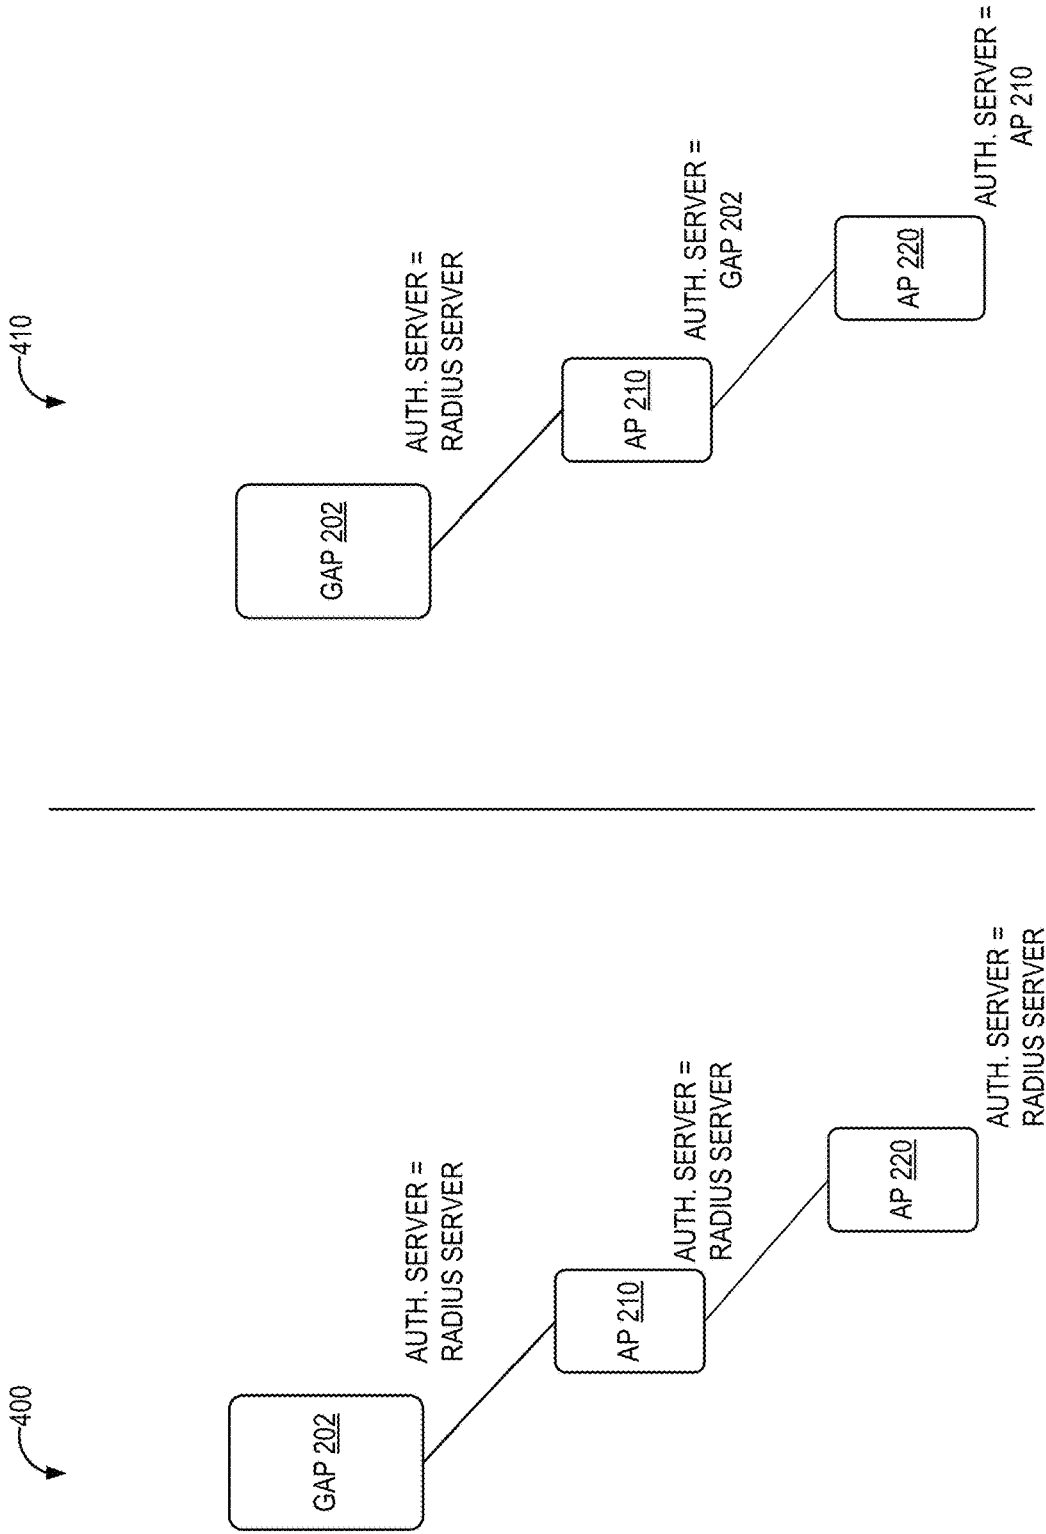 400
GAP 202
AUTH. SERVER =
RADIUS SERVER
AP 210
AUTH. SERVER =
RADIUS SERVER
AP 220
AUTH. SERVER =
RADIUS SERVER
410
GAP 202
AUTH. SERVER =
RADIUS SERVER
AP 210
AUTH. SERVER =
GAP 202
AP 220
AUTH. SERVER =
AP 210